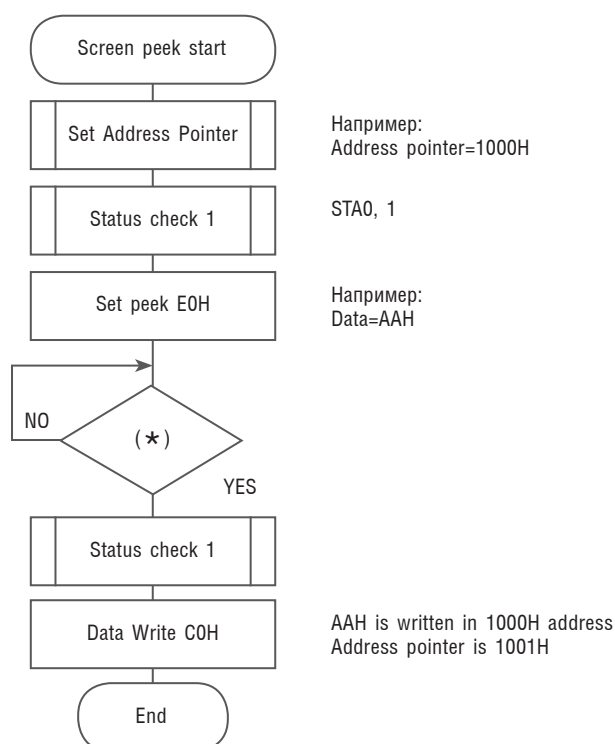 Screen peek start
Set Address Pointer
Например:
Address pointer=1000H
Status check 1
STA0, 1
Set peek E0H
Например:
Data=AAH
NO
(*)
YES
Status check 1
Data Write C0H
AAH is written in 1000H address
Address pointer is 1001H
End